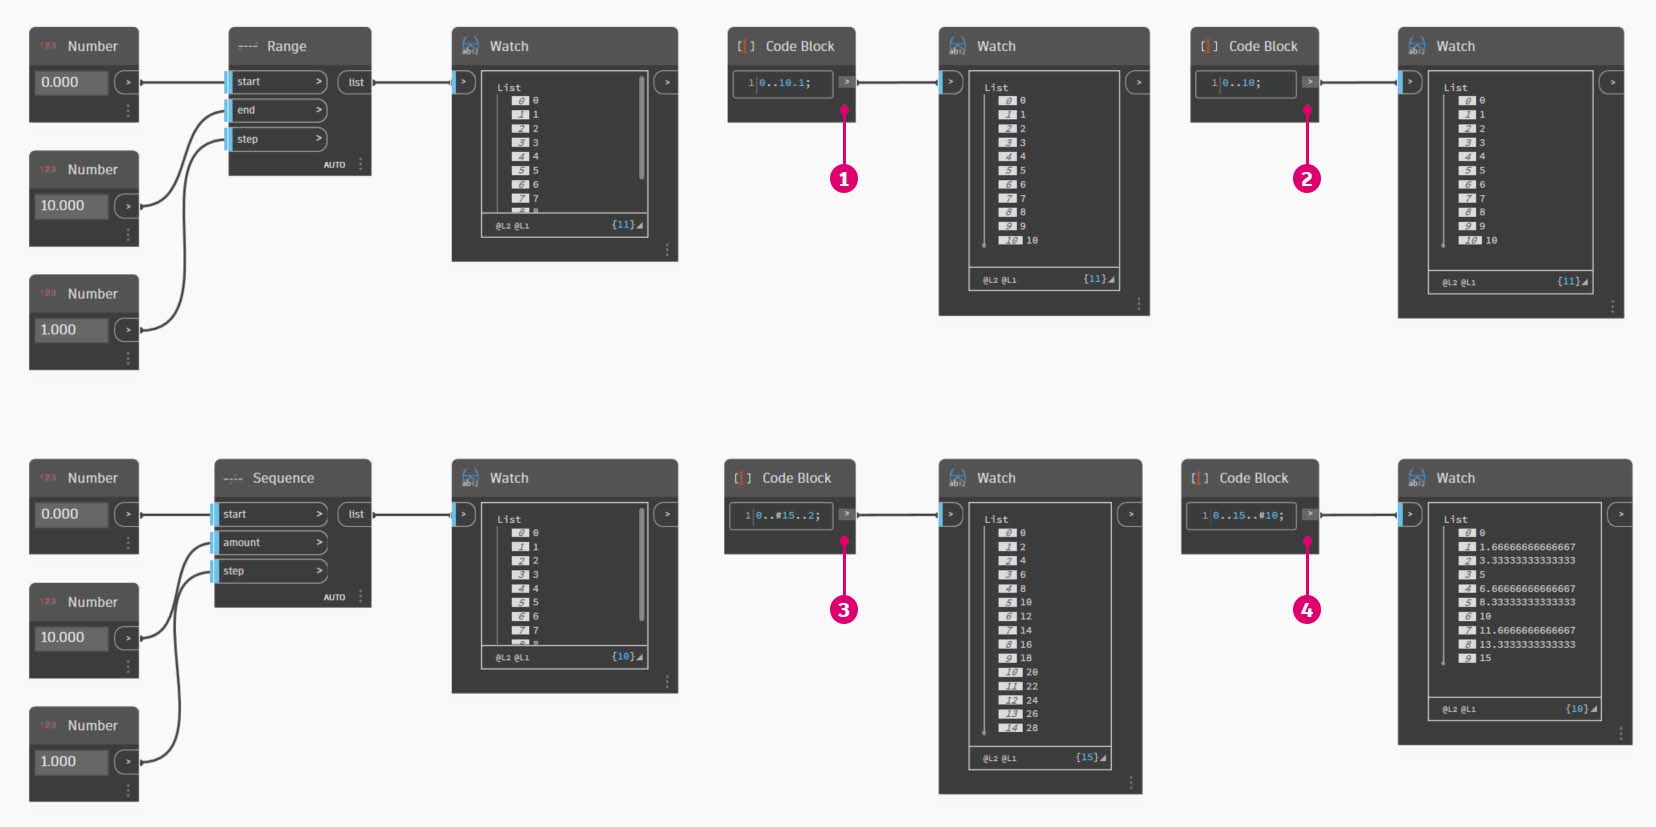 123 Number
0.000 >
123 Number
10.000 >
123 Number
1.000 >
Range
start >
end >
step >
list
AUTO
Watch
>
>
List
0 0
1 1
2 2
3 3
4 4
5 5
6 6
7 7
8 8
@L2 @L1 {11}
[ ] Code Block
1 0..10.1; >
1
Watch
>
>
List
0 0
1 1
2 2
3 3
4 4
5 5
6 6
7 7
8 8
9 9
10 10
@L2 @L1 {11}
[ ] Code Block
1 0..10; >
2
Watch
>
>
List
0 0
1 1
2 2
3 3
4 4
5 5
6 6
7 7
8 8
9 9
10 10
@L2 @L1 {11}
123 Number
0.000 >
123 Number
10.000 >
123 Number
1.000 >
Sequence
start >
amount >
step >
list
AUTO
Watch
>
>
List
0 0
1 1
2 2
3 3
4 4
5 5
6 6
7 7
8 8
@L2 @L1 {10}
[ ] Code Block
1 0..#15..2; >
3
Watch
>
>
List
0 0
1 2
2 4
3 6
4 8
5 10
6 12
7 14
8 16
9 18
10 20
11 22
12 24
13 26
14 28
@L2 @L1 {15}
[ ] Code Block
1 0..15..#10; >
4
Watch
>
>
List
0 0
1 1.66666666666667
2 3.33333333333333
3 5
4 6.66666666666667
5 8.33333333333333
6 10
7 11.6666666666667
8 13.3333333333333
9 15
@L2 @L1 {10}